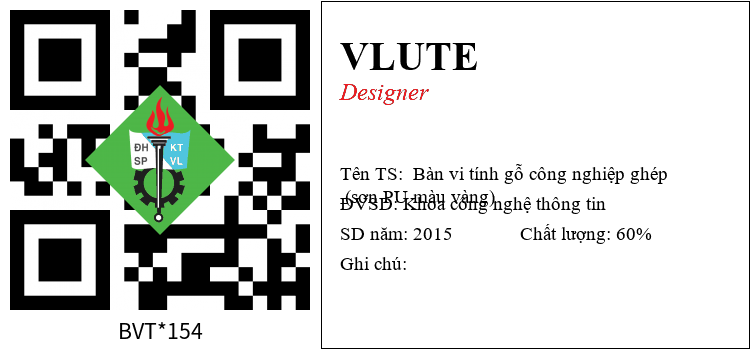 VLUTE
Designer
ĐH
KT
SP
VL
Tên TS:  Bàn vi tính gỗ công nghiệp ghép
(sơn PU màu vàng)
ĐVSD: Khoa công nghệ thông tin
SD năm: 2015 Chất lượng: 60%
Ghi chú:
BVT*154